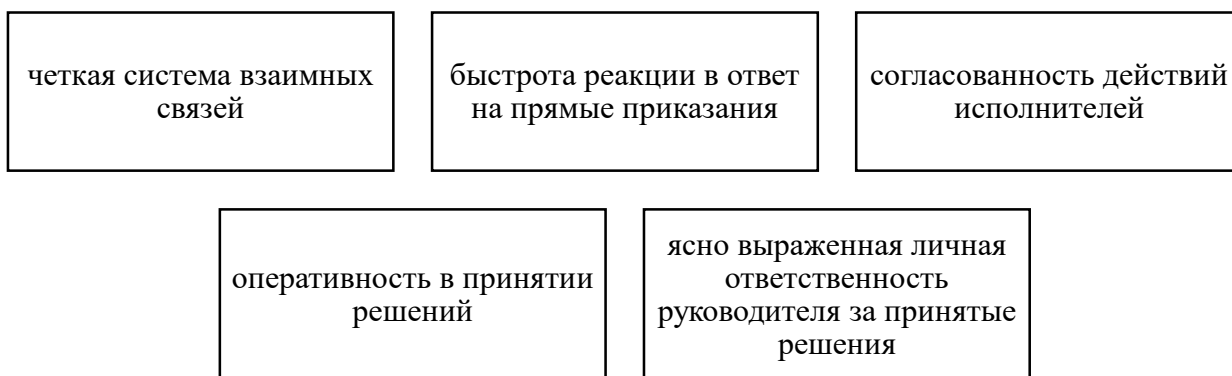 четкая система взаимных
связей
быстрота реакции в ответ
на прямые приказания
согласованность действий
исполнителей
оперативность в принятии
решений
ясно выраженная личная
ответственность
руководителя за принятые
решения